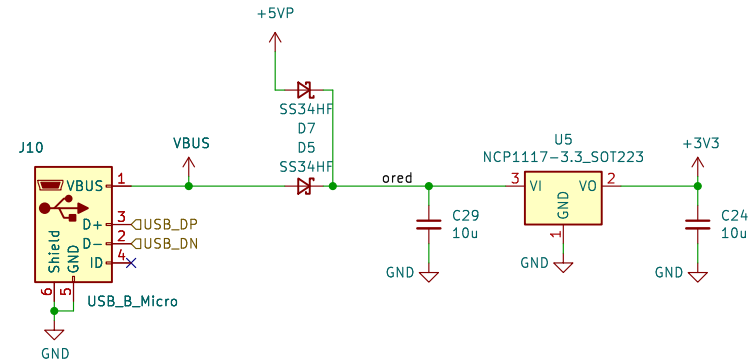 +5VP
SS34HF
D7
D5
SS34HF
J10
VBUS
ored
U5
NCP1117-3.3_SOT223
+3V3
VBUS 1
D+ 3 USB_DP
D- 2 USB_DN
ID 4
Shield
GND
6
5
USB_B_Micro
GND
C29
10u
GND
3 VI
VO 2
GND
1
GND
C24
10u
GND